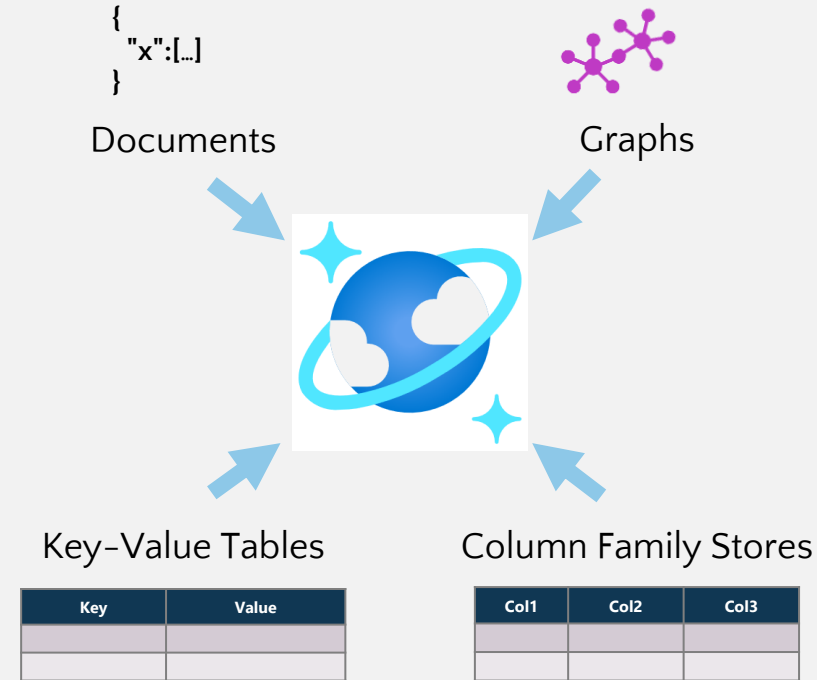 {
"x":[…]
}
Documents
Graphs
Key-Value Tables
Column Family Stores
Key Value
Col1 Col2 Col3